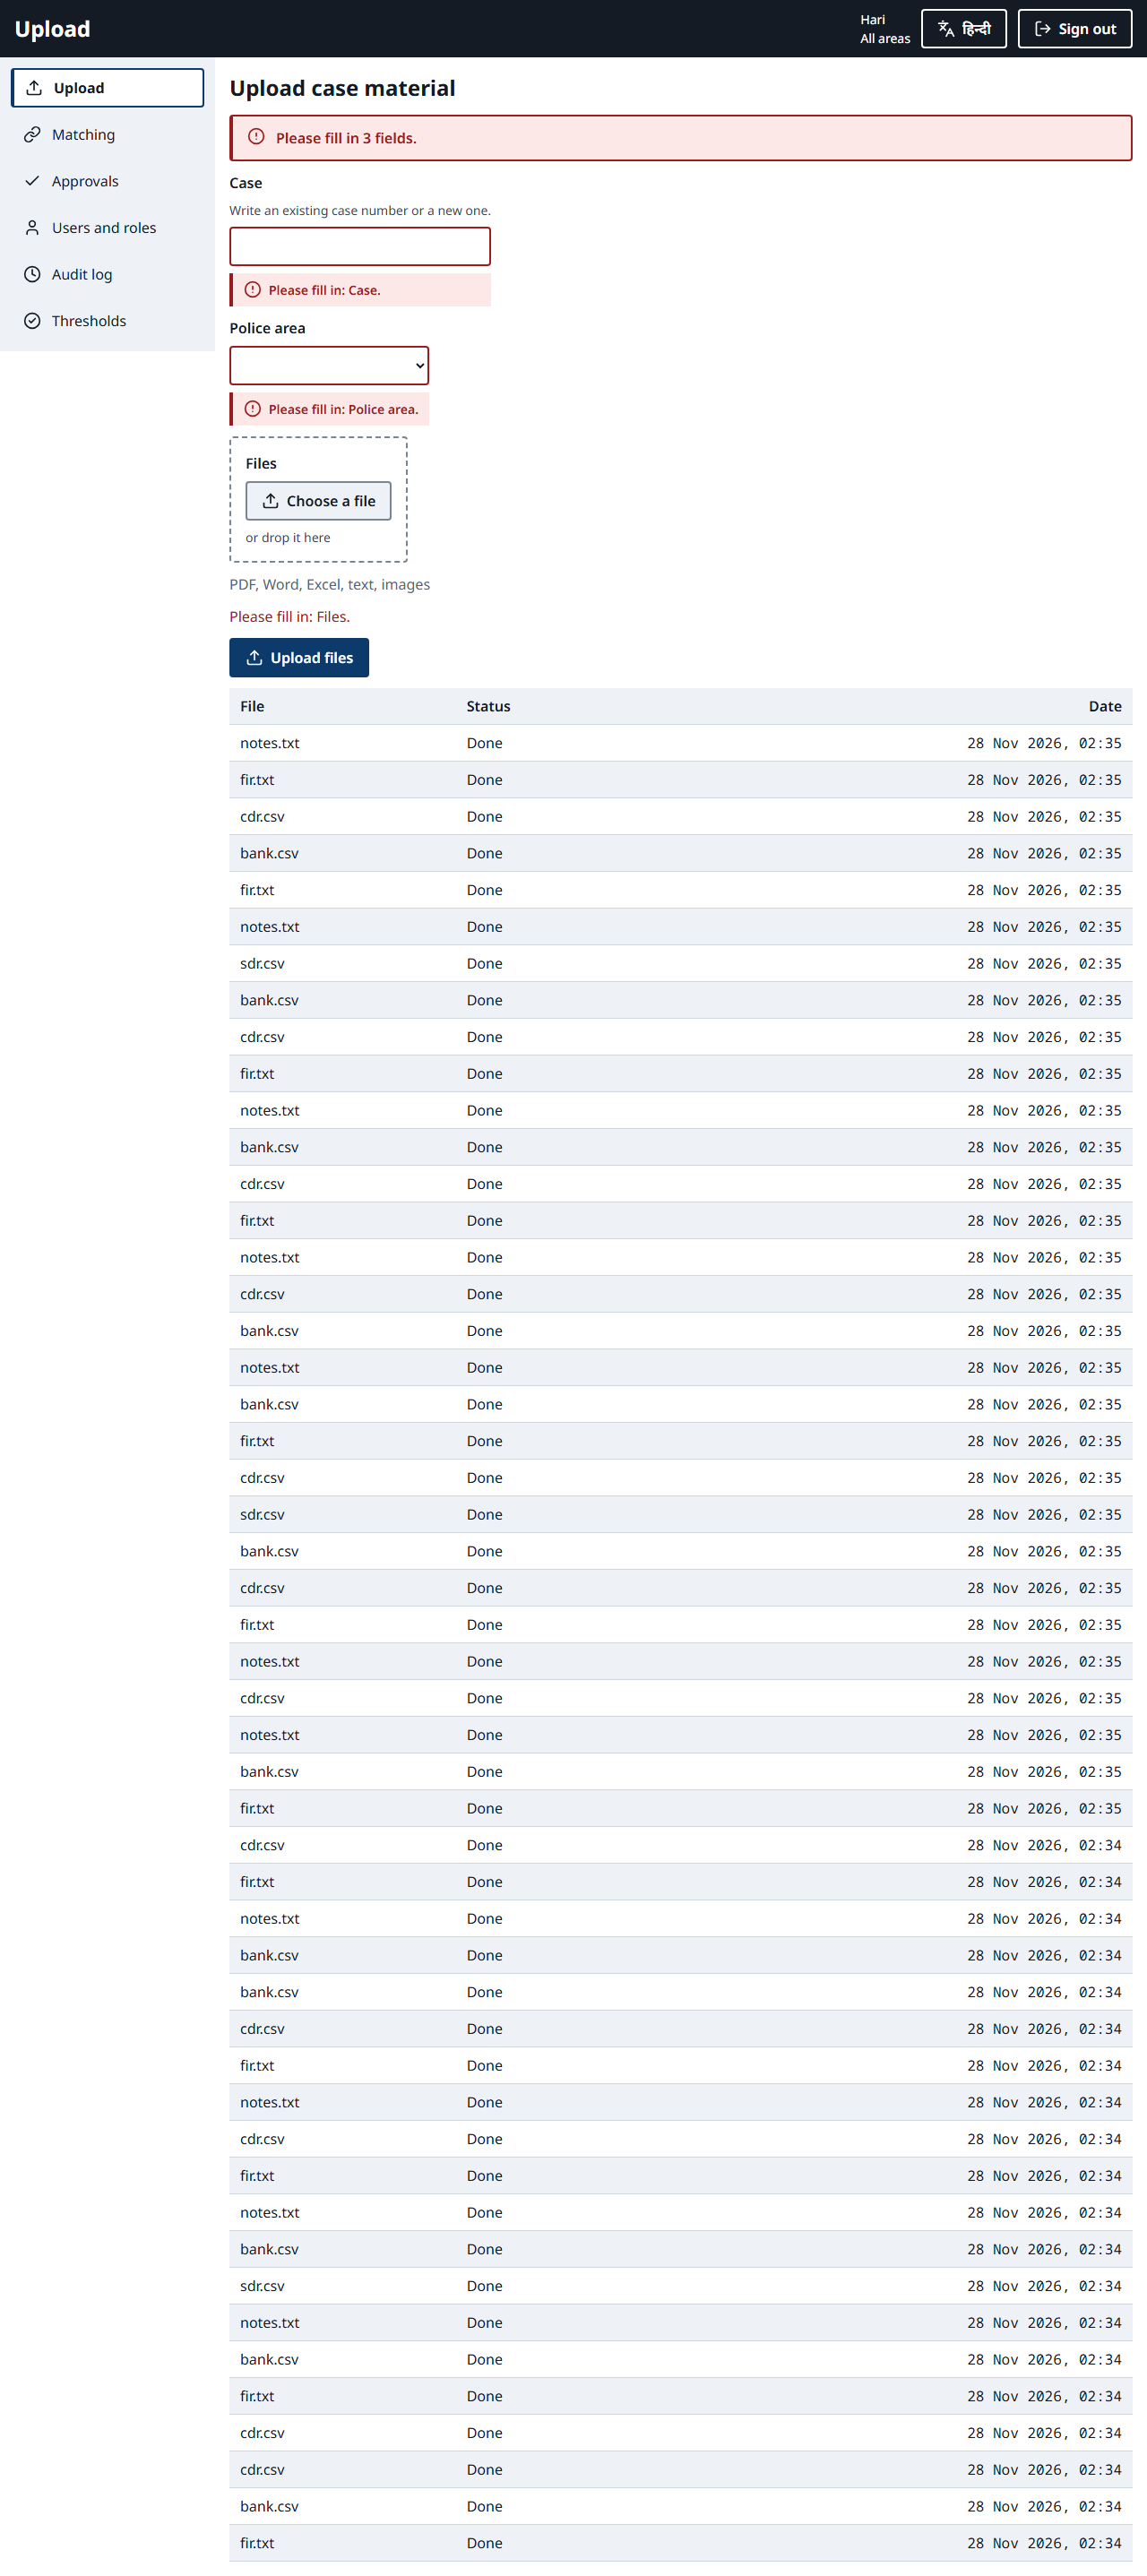 Upload
Hari
All areas
हिन्दी
Sign out
Upload
Matching
Approvals
Users and roles
Audit log
Thresholds
Upload case material
Please fill in 3 fields.
Case
Write an existing case number or a new one.
Please fill in: Case.
Police area
Please fill in: Police area.
Files
Choose a file
or drop it here
PDF, Word, Excel, text, images
Please fill in: Files.
Upload files
File Status Date
notes.txt Done 28 Nov 2026, 02:35
fir.txt Done 28 Nov 2026, 02:35
cdr.csv Done 28 Nov 2026, 02:35
bank.csv Done 28 Nov 2026, 02:35
fir.txt Done 28 Nov 2026, 02:35
notes.txt Done 28 Nov 2026, 02:35
sdr.csv Done 28 Nov 2026, 02:35
bank.csv Done 28 Nov 2026, 02:35
cdr.csv Done 28 Nov 2026, 02:35
fir.txt Done 28 Nov 2026, 02:35
notes.txt Done 28 Nov 2026, 02:35
bank.csv Done 28 Nov 2026, 02:35
cdr.csv Done 28 Nov 2026, 02:35
fir.txt Done 28 Nov 2026, 02:35
notes.txt Done 28 Nov 2026, 02:35
cdr.csv Done 28 Nov 2026, 02:35
bank.csv Done 28 Nov 2026, 02:35
notes.txt Done 28 Nov 2026, 02:35
bank.csv Done 28 Nov 2026, 02:35
fir.txt Done 28 Nov 2026, 02:35
cdr.csv Done 28 Nov 2026, 02:35
sdr.csv Done 28 Nov 2026, 02:35
bank.csv Done 28 Nov 2026, 02:35
cdr.csv Done 28 Nov 2026, 02:35
fir.txt Done 28 Nov 2026, 02:35
notes.txt Done 28 Nov 2026, 02:35
cdr.csv Done 28 Nov 2026, 02:35
notes.txt Done 28 Nov 2026, 02:35
bank.csv Done 28 Nov 2026, 02:35
fir.txt Done 28 Nov 2026, 02:35
cdr.csv Done 28 Nov 2026, 02:34
fir.txt Done 28 Nov 2026, 02:34
notes.txt Done 28 Nov 2026, 02:34
bank.csv Done 28 Nov 2026, 02:34
bank.csv Done 28 Nov 2026, 02:34
cdr.csv Done 28 Nov 2026, 02:34
fir.txt Done 28 Nov 2026, 02:34
notes.txt Done 28 Nov 2026, 02:34
cdr.csv Done 28 Nov 2026, 02:34
fir.txt Done 28 Nov 2026, 02:34
notes.txt Done 28 Nov 2026, 02:34
bank.csv Done 28 Nov 2026, 02:34
sdr.csv Done 28 Nov 2026, 02:34
notes.txt Done 28 Nov 2026, 02:34
bank.csv Done 28 Nov 2026, 02:34
fir.txt Done 28 Nov 2026, 02:34
cdr.csv Done 28 Nov 2026, 02:34
cdr.csv Done 28 Nov 2026, 02:34
bank.csv Done 28 Nov 2026, 02:34
fir.txt Done 28 Nov 2026, 02:34